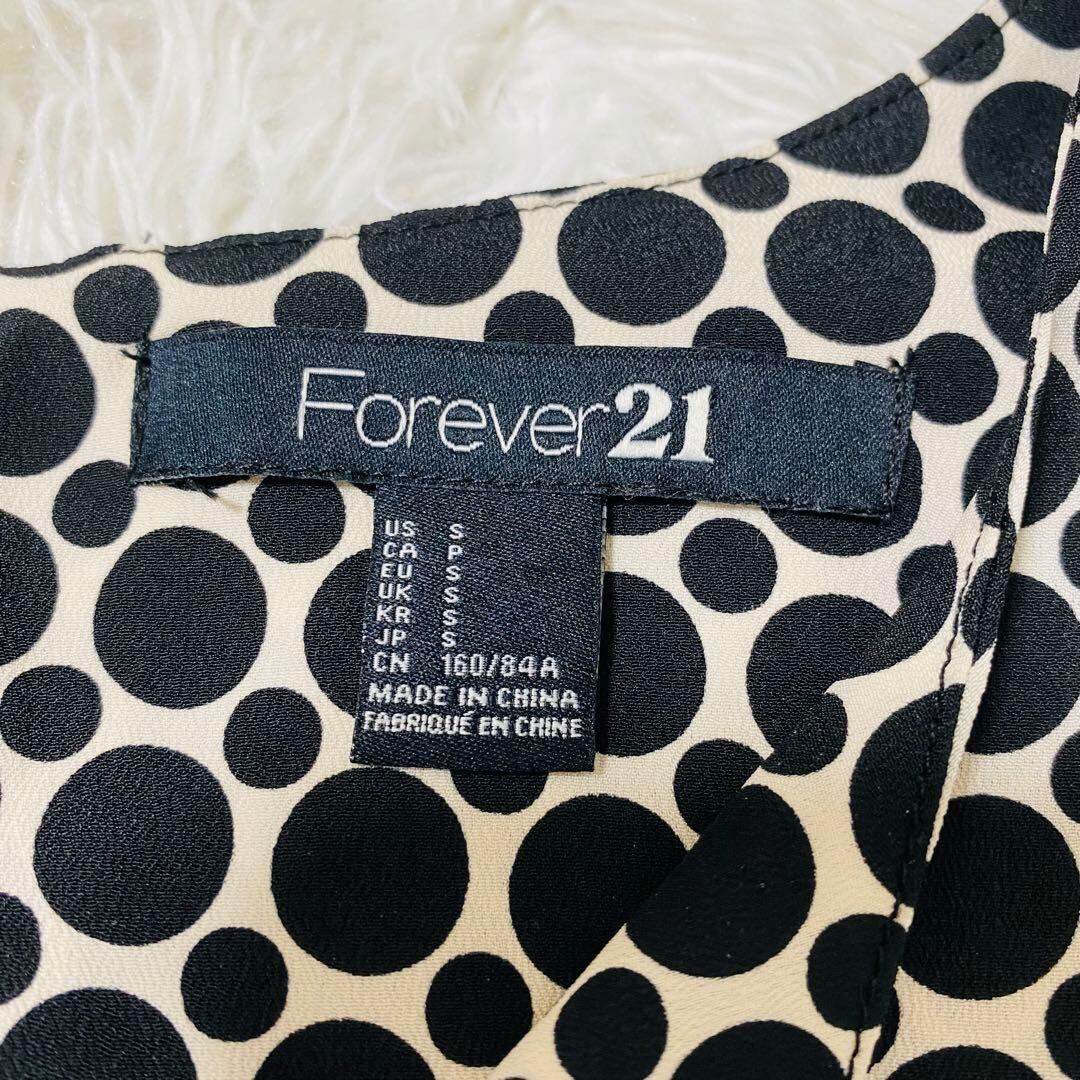 Forever21
US S
CA P
EU S
UK S
KR S
JP S
CN 160/84A
MADE IN CHINA
FABRIQUÉ EN CHINE